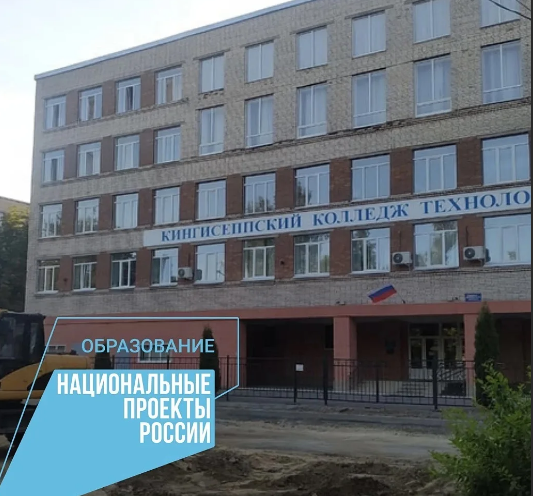 КИНГИСЕППСКИЙ КОЛЛЕДЖ ТЕХНОЛО
ОБРАЗОВАНИЕ
НАЦИОНАЛЬНЫЕ
ПРОЕКТЫ
РОССИИ